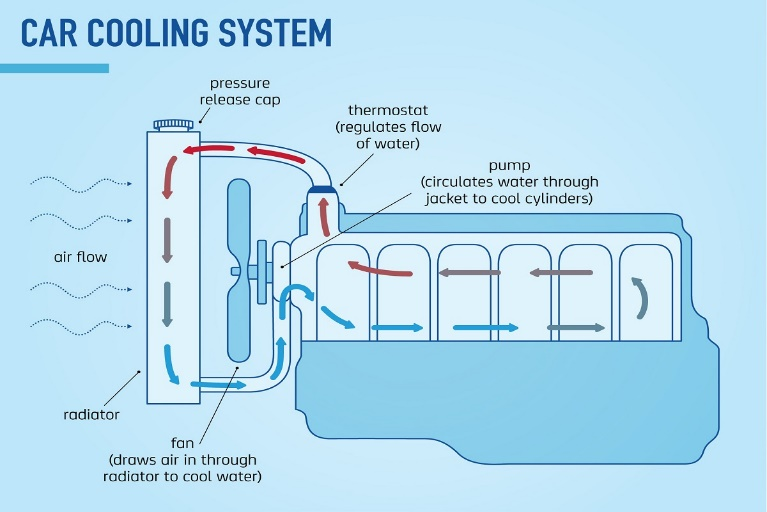 CAR COOLING SYSTEM
pressure
release cap
thermostat
(regulates flow
of water)
pump
(circulates water through
jacket to cool cylinders)
air flow
radiator
fan
(draws air in through
radiator to cool water)